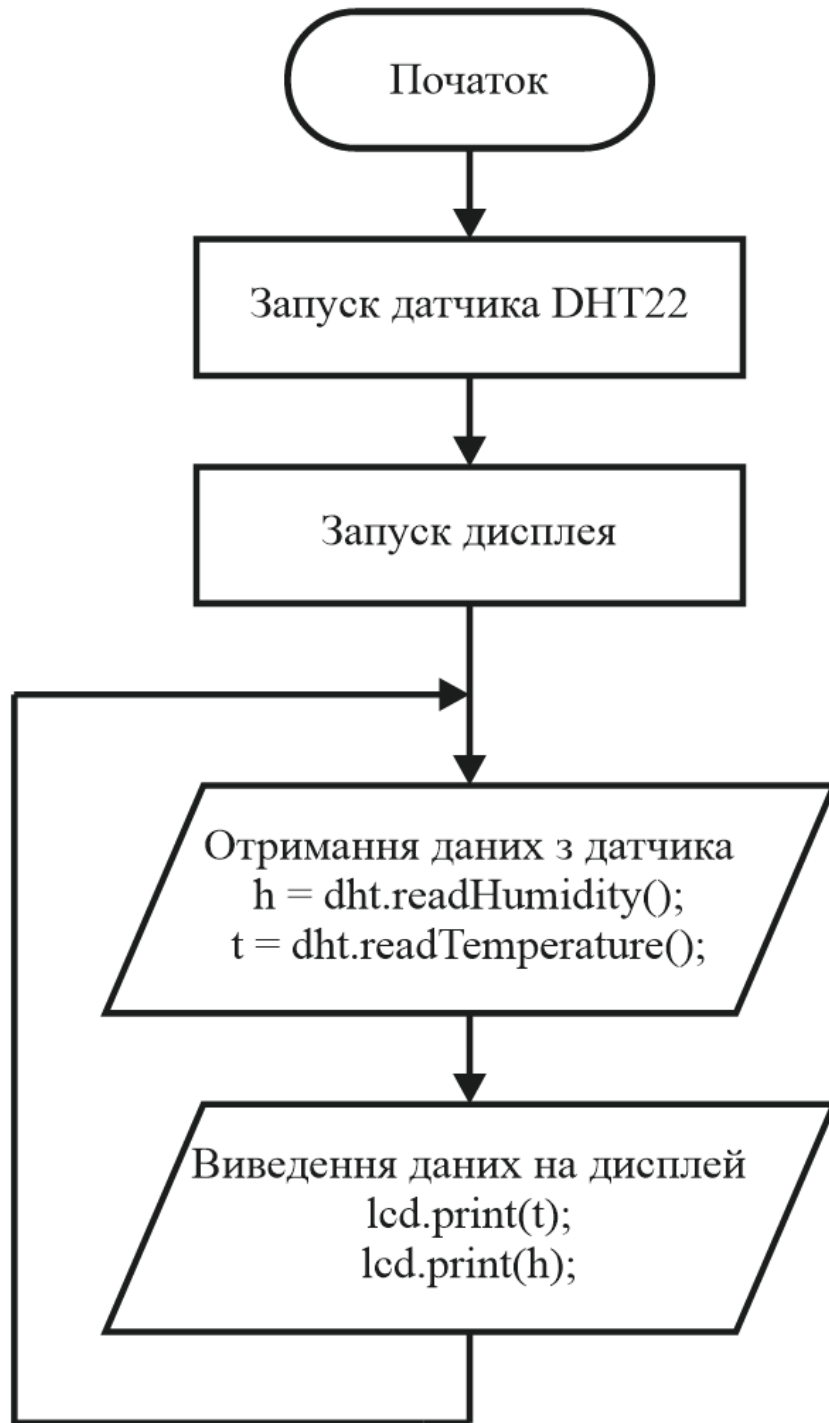 Початок
Запуск датчика DHT22
Запуск дисплея
Отримання даних з датчика
h = dht.readHumidity();
t = dht.readTemperature();
Виведення даних на дисплей
lcd.print(t);
lcd.print(h);